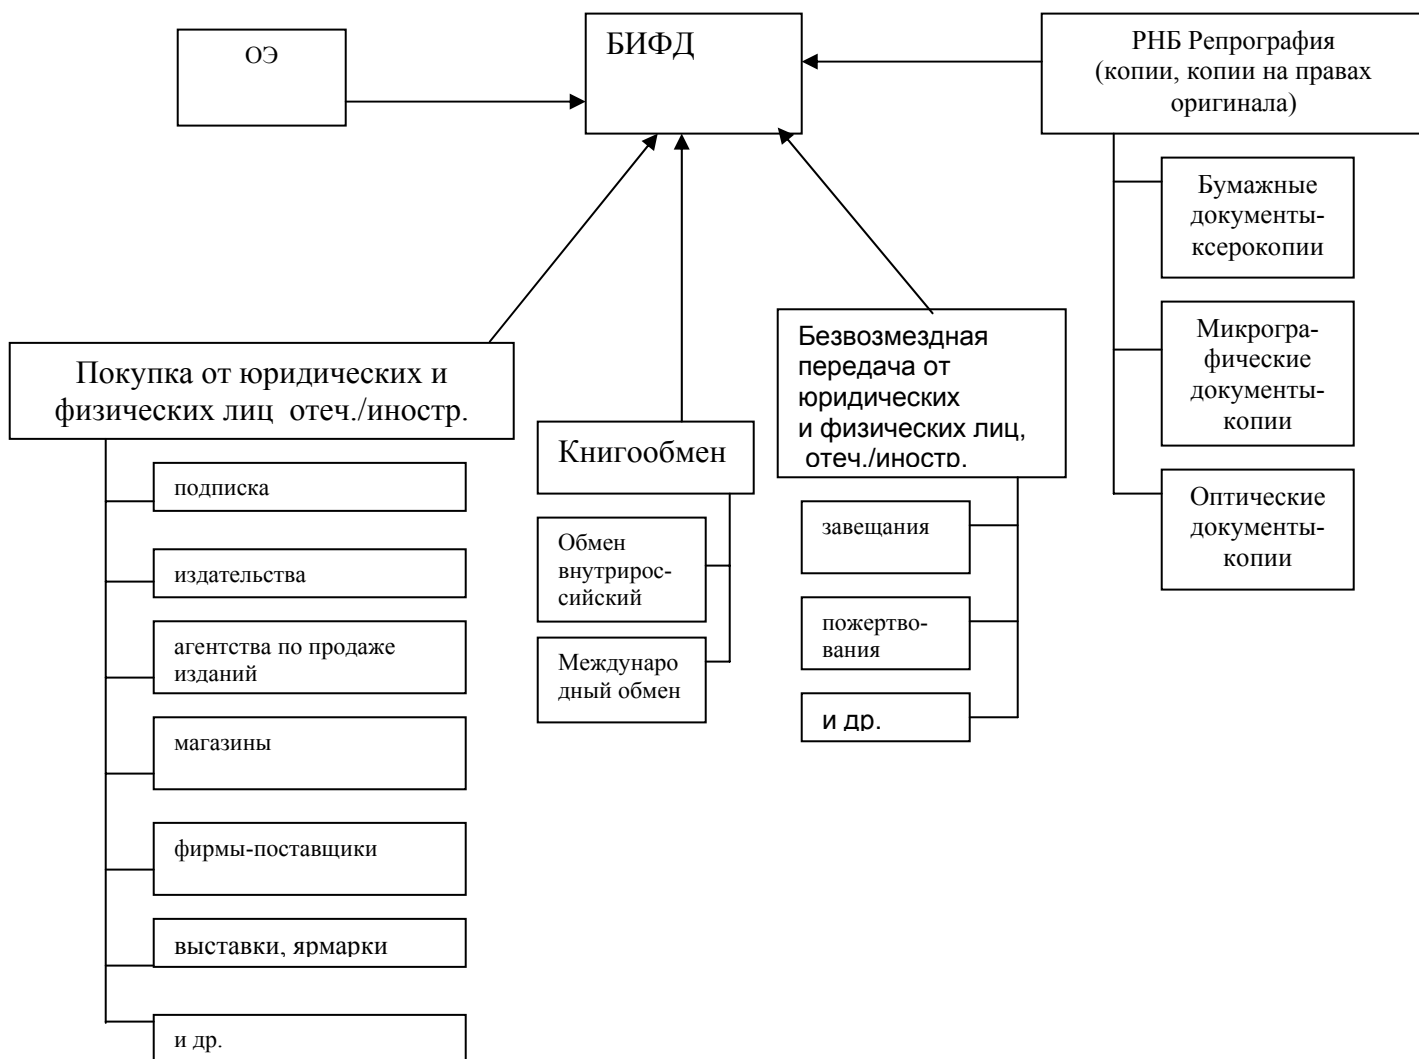 ОЭ
БИФД
РНБ Репрография
(копии, копии на правах
оригинала)
Бумажные
документы-
ксерокопии
Микрогра-
фические
документы-
копии
Оптические
документы-
копии
Покупка от юридических и
физических лиц отеч./иностр.
подписка
издательства
агентства по продаже
изданий
магазины
фирмы-поставщики
выставки, ярмарки
и др.
Книгообмен
Обмен
внутрирос-
сийский
Междунаро
дный обмен
Безвозмездная
передача от
юридических
и физических лиц,
отеч./иностр.
завещания
пожертво-
вания
и др.